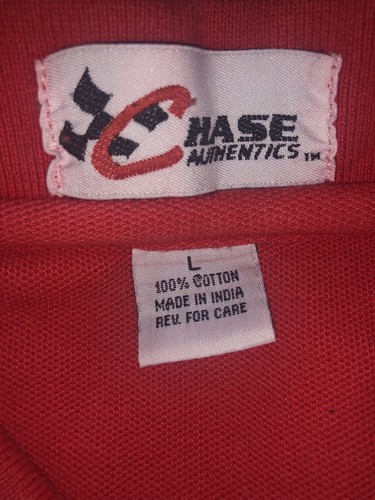 CHASE
AUTHENTICS TM
L
100% COTTON
MADE IN INDIA
REV. FOR CARE